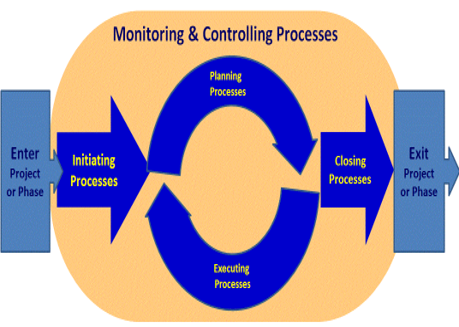 Monitoring & Controlling Processes
Planning
Processes
Enter
Project
or Phase
Initiating
Processes
Closing
Processes
Exit
Project
or Phase
Executing
Processes